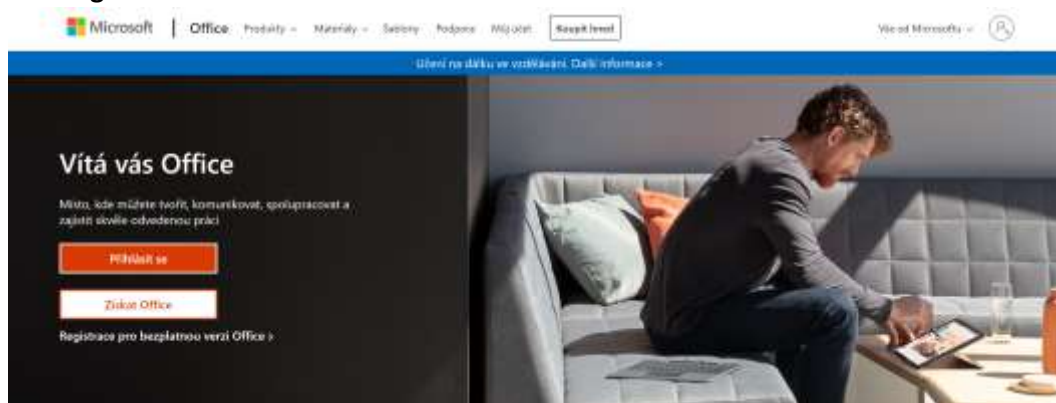 Microsoft | Office Produkty Materiály Šablony Podpora Můj účet Koupit hned Vše od Microsoftu
Učení na dálku ve vzdělávání. Další informace >
Vítá vás Office
Místo, kde můžete tvořit, komunikovat, spolupracovat a
zajistit skvěle odvedenou práci
Přihlásit se
Získat Office
Registrace pro bezplatnou verzi Office >